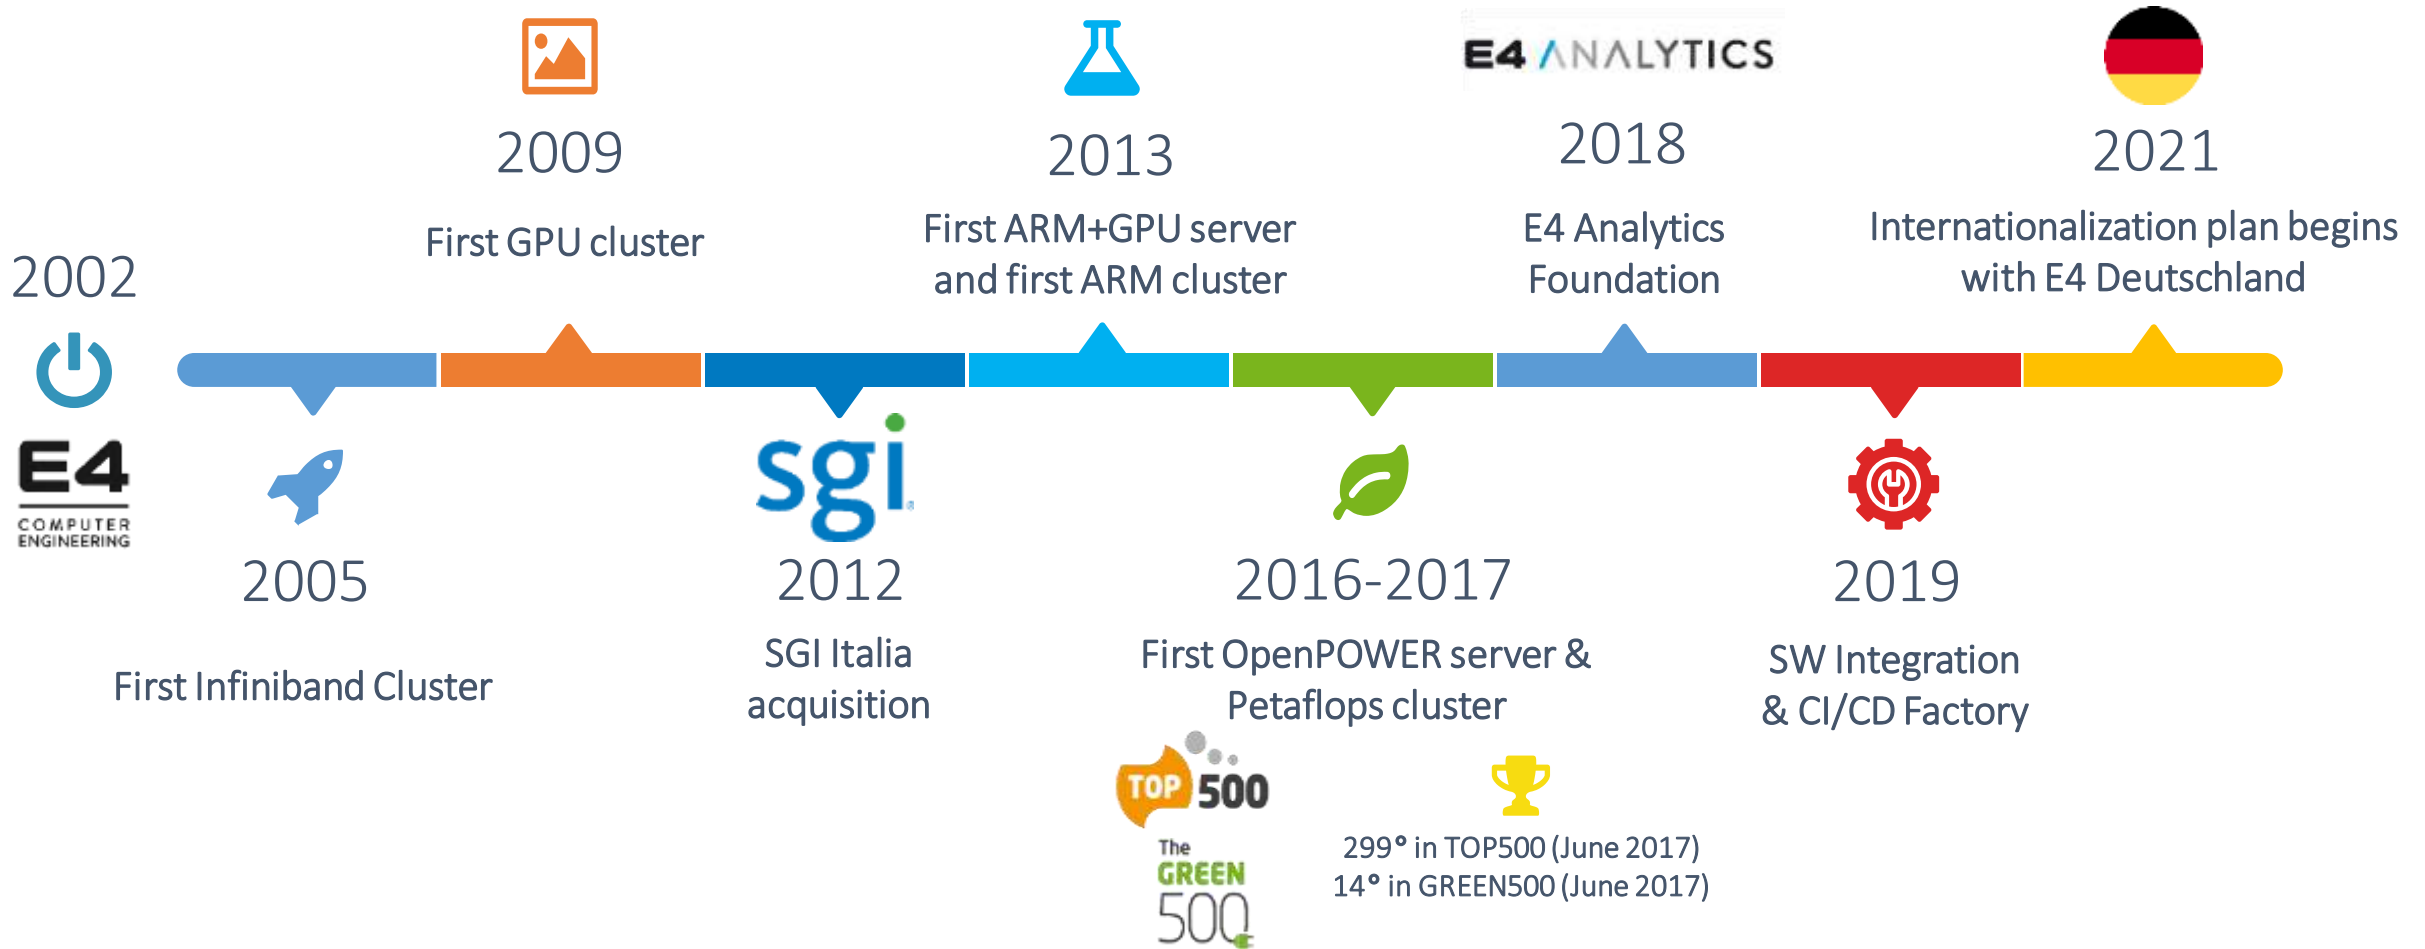 2002
E4
COMPUTER
ENGINEERING
2005
First Infiniband Cluster
2009
First GPU cluster
sgi
2012
SGI Italia
acquisition
2013
First ARM+GPU server
and first ARM cluster
2016-2017
First OpenPOWER server &
Petaflops cluster
TOP 500
The
GREEN
500
299° in TOP500 (June 2017)
14° in GREEN500 (June 2017)
E4 ANALYTICS
2018
E4 Analytics
Foundation
2019
SW Integration
& CI/CD Factory
2021
Internationalization plan begins
with E4 Deutschland